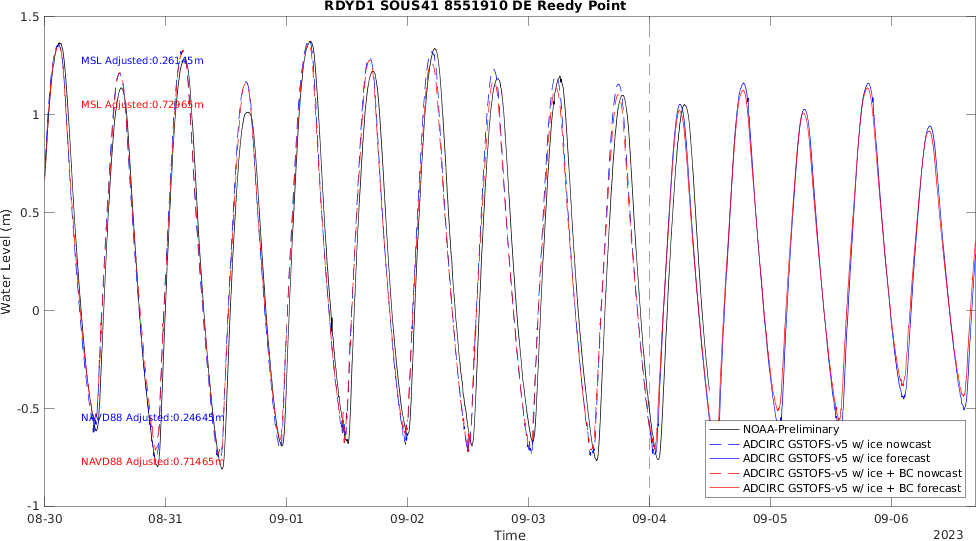 RDYD1 SOUS41 8551910 DE Reedy Point
1.5
1
0.5
0
-0.5
-1
Water Level (m)
MSL Adjusted:0.26145m
MSL Adjusted:0.72965m
NAVD88 Adjusted:0.24645m
NAVD88 Adjusted:0.71465m
NOAA-Preliminary
ADCIRC GSTOFS-v5 w/ ice nowcast
ADCIRC GSTOFS-v5 w/ ice forecast
ADCIRC GSTOFS-v5 w/ ice + BC nowcast
ADCIRC GSTOFS-v5 w/ ice + BC forecast
08-30 08-31 09-01 09-02 09-03 09-04 09-05 09-06
Time
2023